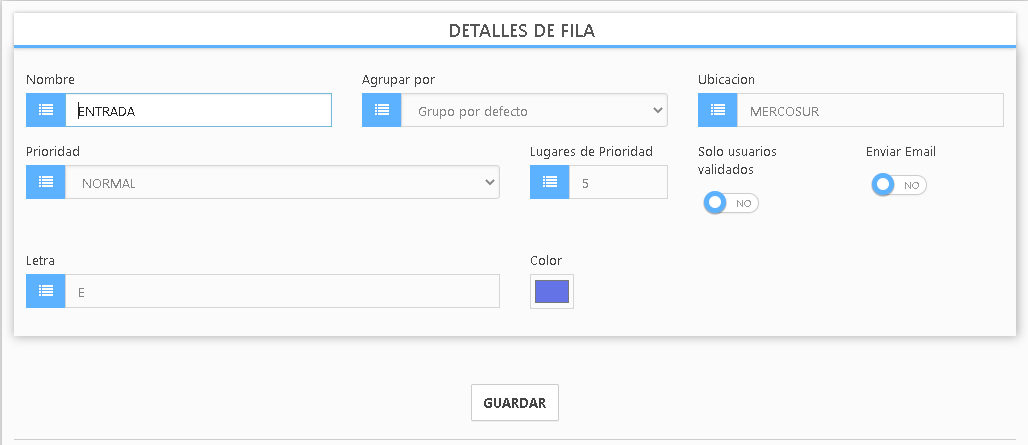 DETALLES DE FILA
Nombre
ENTRADA
Agrupar por
Grupo por defecto
Ubicacion
MERCOSUR
Prioridad
NORMAL
Lugares de Prioridad
5
Solo usuarios
validados
NO
Enviar Email
NO
Letra
E
Color
GUARDAR